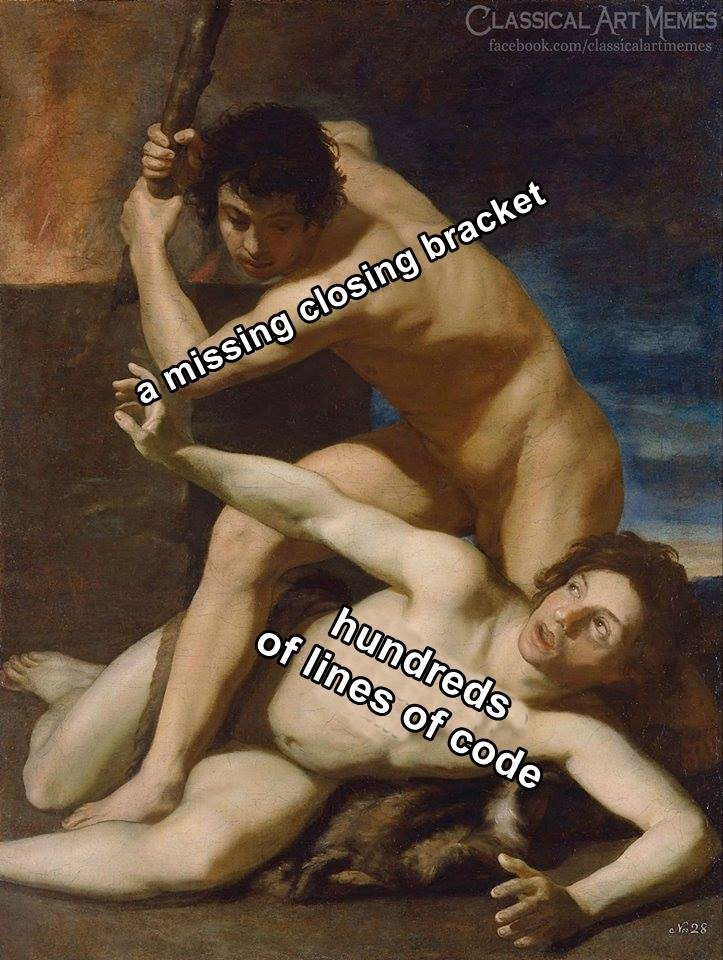 CLASSICAL ART MEMES
facebook.com/classicalartmemes
a missing closing bracket
hundreds
of lines of code
№28